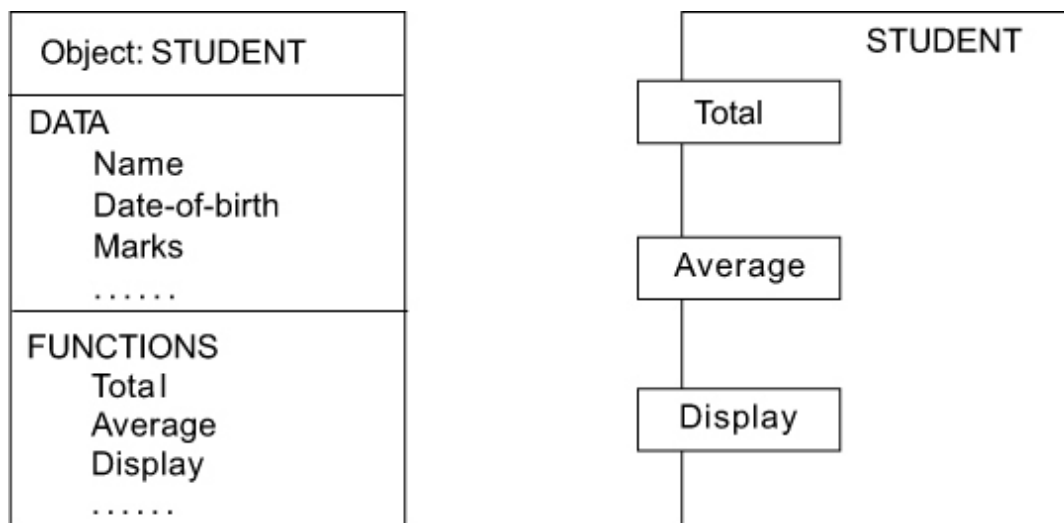 Object: STUDENT
DATA
Name
Date-of-birth
Marks
......
FUNCTIONS
Total
Average
Display
......
STUDENT
Total
Average
Display